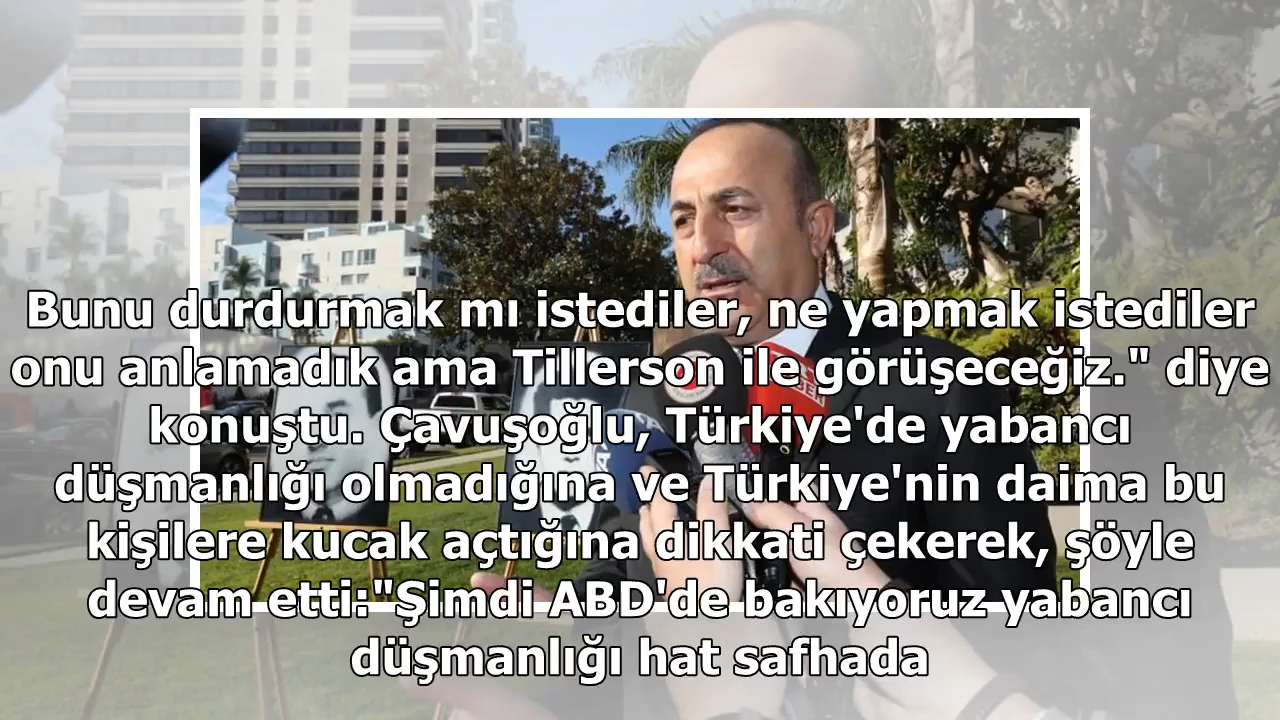 Bunu durdurmak mı istediler, ne yapmak istediler
onu anlamadık ama Tillerson ile görüşeceğiz." diye
konuştu. Çavuşoğlu, Türkiye'de yabancı
düşmanlığı olmadığına ve Türkiye'nin daima bu
kişilere kucak açtığına dikkati çekerek, şöyle
devam etti:"Şimdi ABD'de bakıyoruz yabancı
düşmanlığı hat safhada